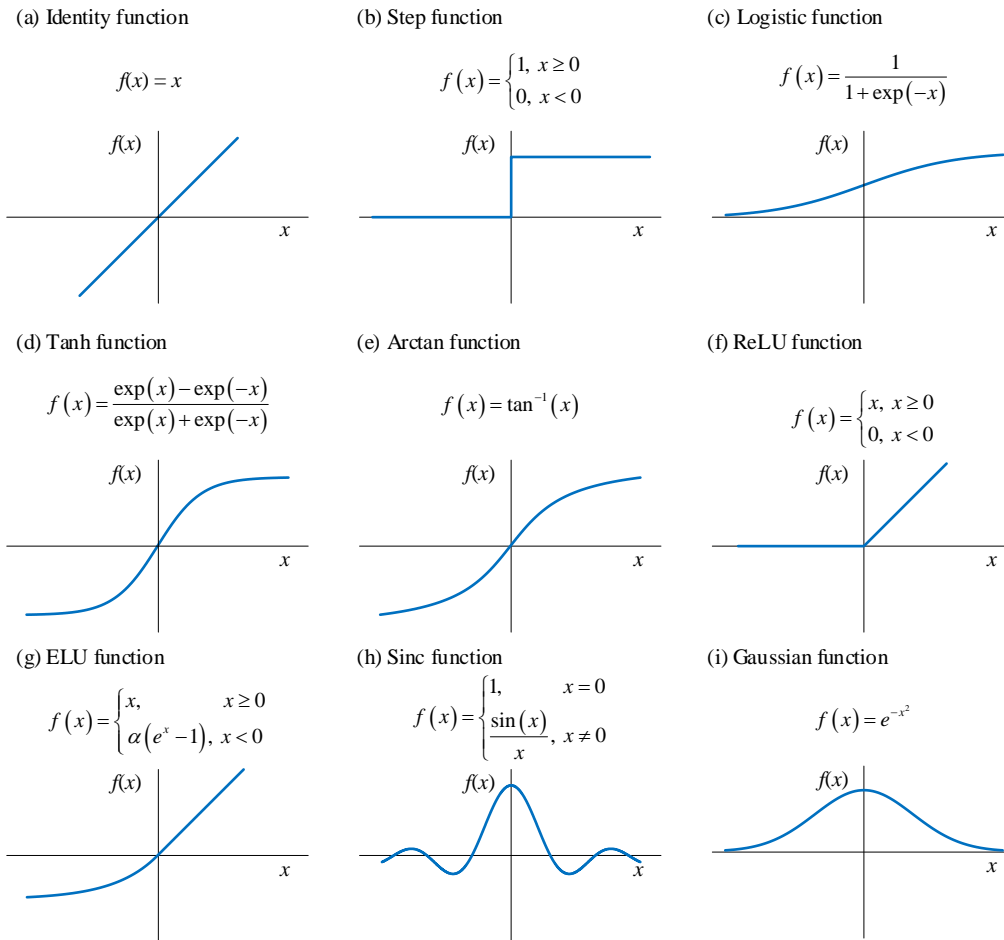 (a) Identity function
f(x) = x
f(x)
x
(b) Step function
f(x) = {1, x ≥ 0
0, x < 0
f(x)
x
(c) Logistic function
f(x) = 1 / (1 + exp(−x))
f(x)
x
(d) Tanh function
f(x) = (exp(x) − exp(−x)) / (exp(x) + exp(−x))
f(x)
x
(e) Arctan function
f(x) = tan⁻¹(x)
f(x)
x
(f) ReLU function
f(x) = {x, x ≥ 0
0, x < 0
f(x)
x
(g) ELU function
f(x) = {x, x ≥ 0
α(eˣ − 1), x < 0
f(x)
x
(h) Sinc function
f(x) = {1, x = 0
sin(x) / x, x ≠ 0
f(x)
x
(i) Gaussian function
f(x) = e^(−x²)
f(x)
x